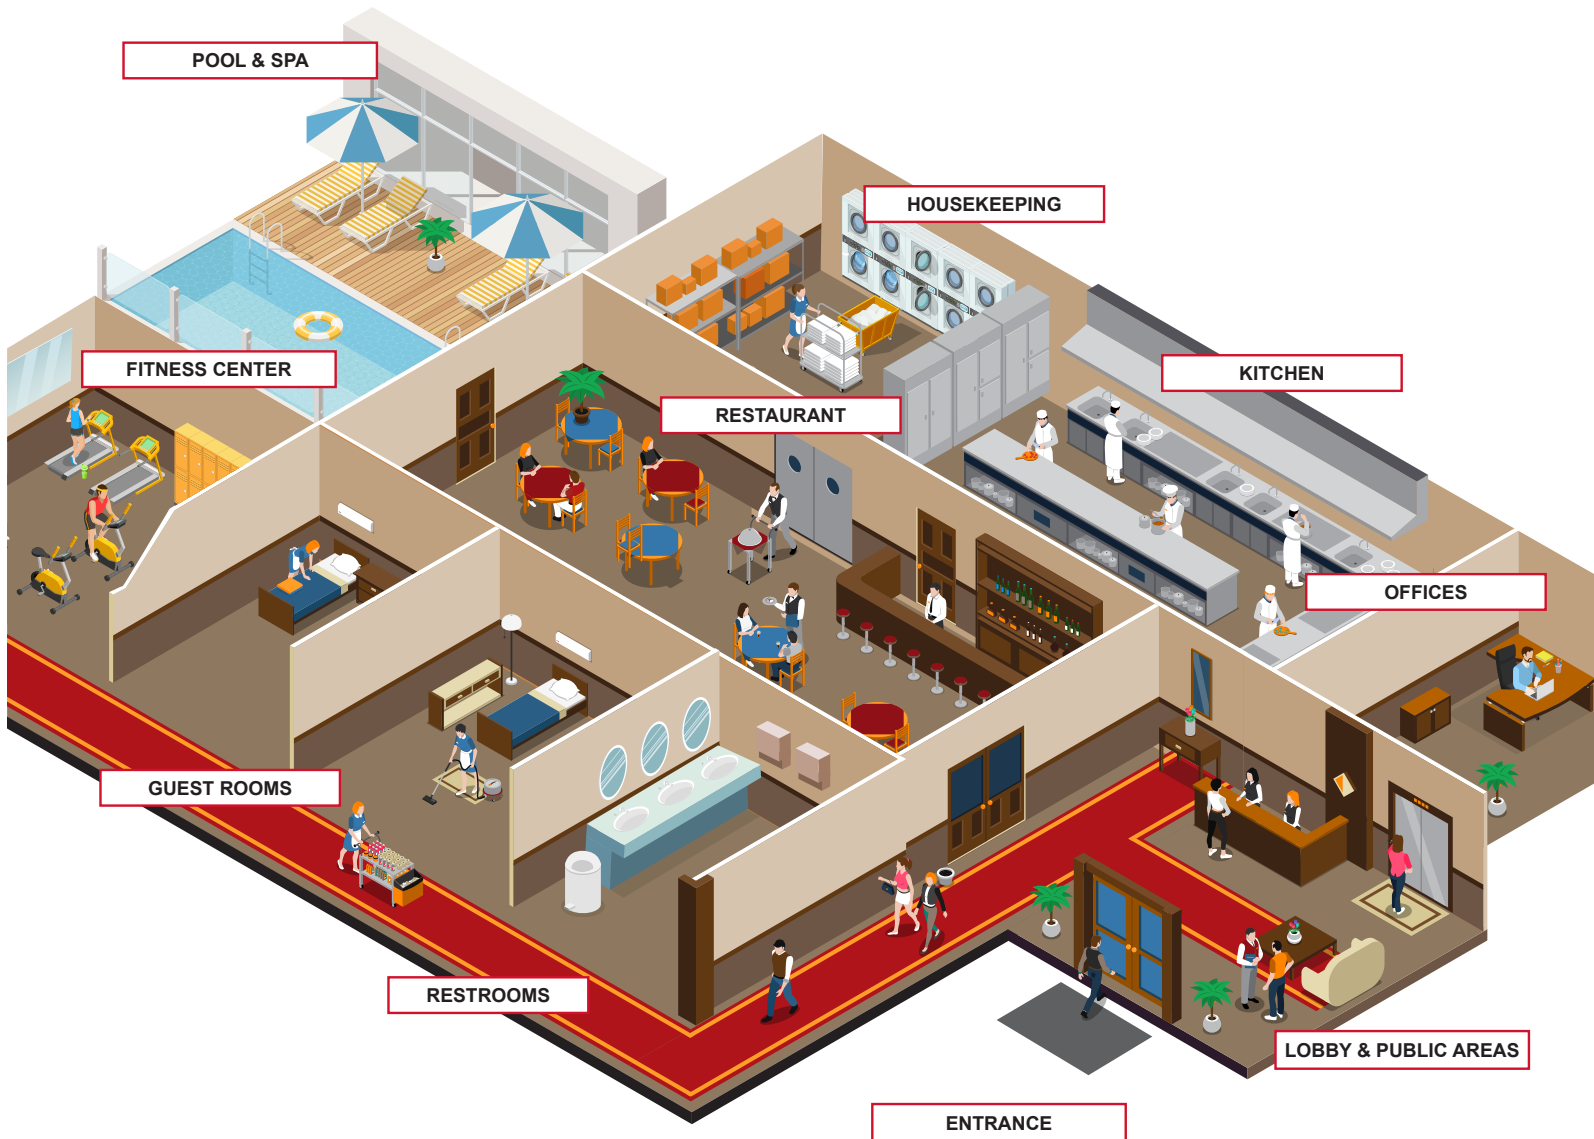 POOL & SPA
HOUSEKEEPING
FITNESS CENTER
KITCHEN
RESTAURANT
OFFICES
GUEST ROOMS
RESTROOMS
LOBBY & PUBLIC AREAS
ENTRANCE